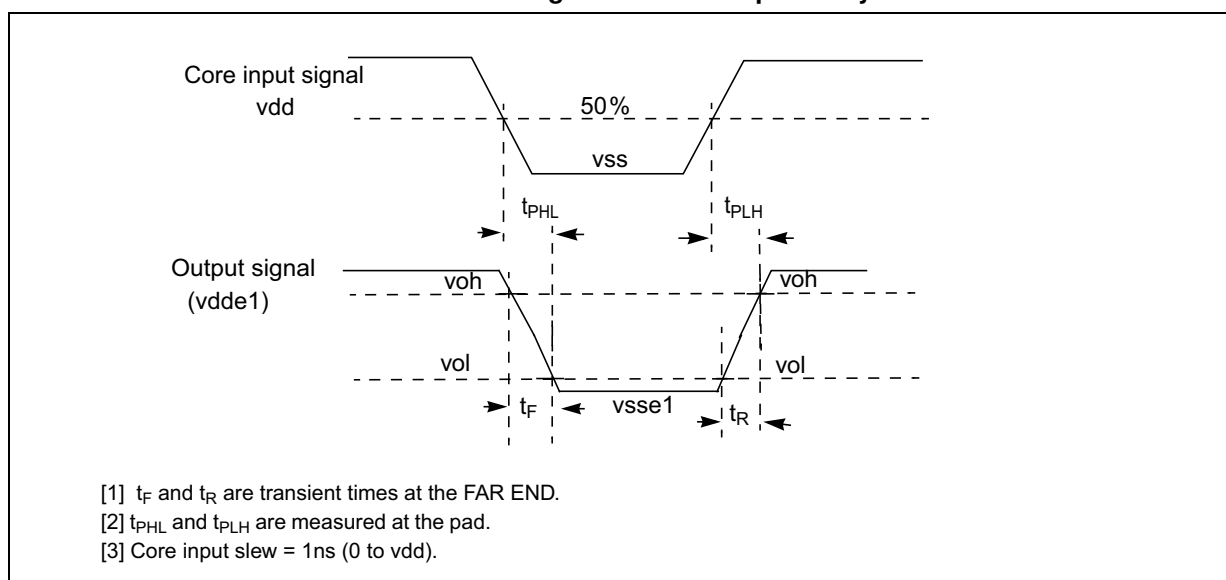 Core input signal
vdd
50%
vss
tPHL
tPLH
Output signal
(vdde1)
voh
voh
vol
vol
tF
vsse1
tR
[1] tF and tR are transient times at the FAR END.
[2] tPHL and tPLH are measured at the pad.
[3] Core input slew = 1ns (0 to vdd).